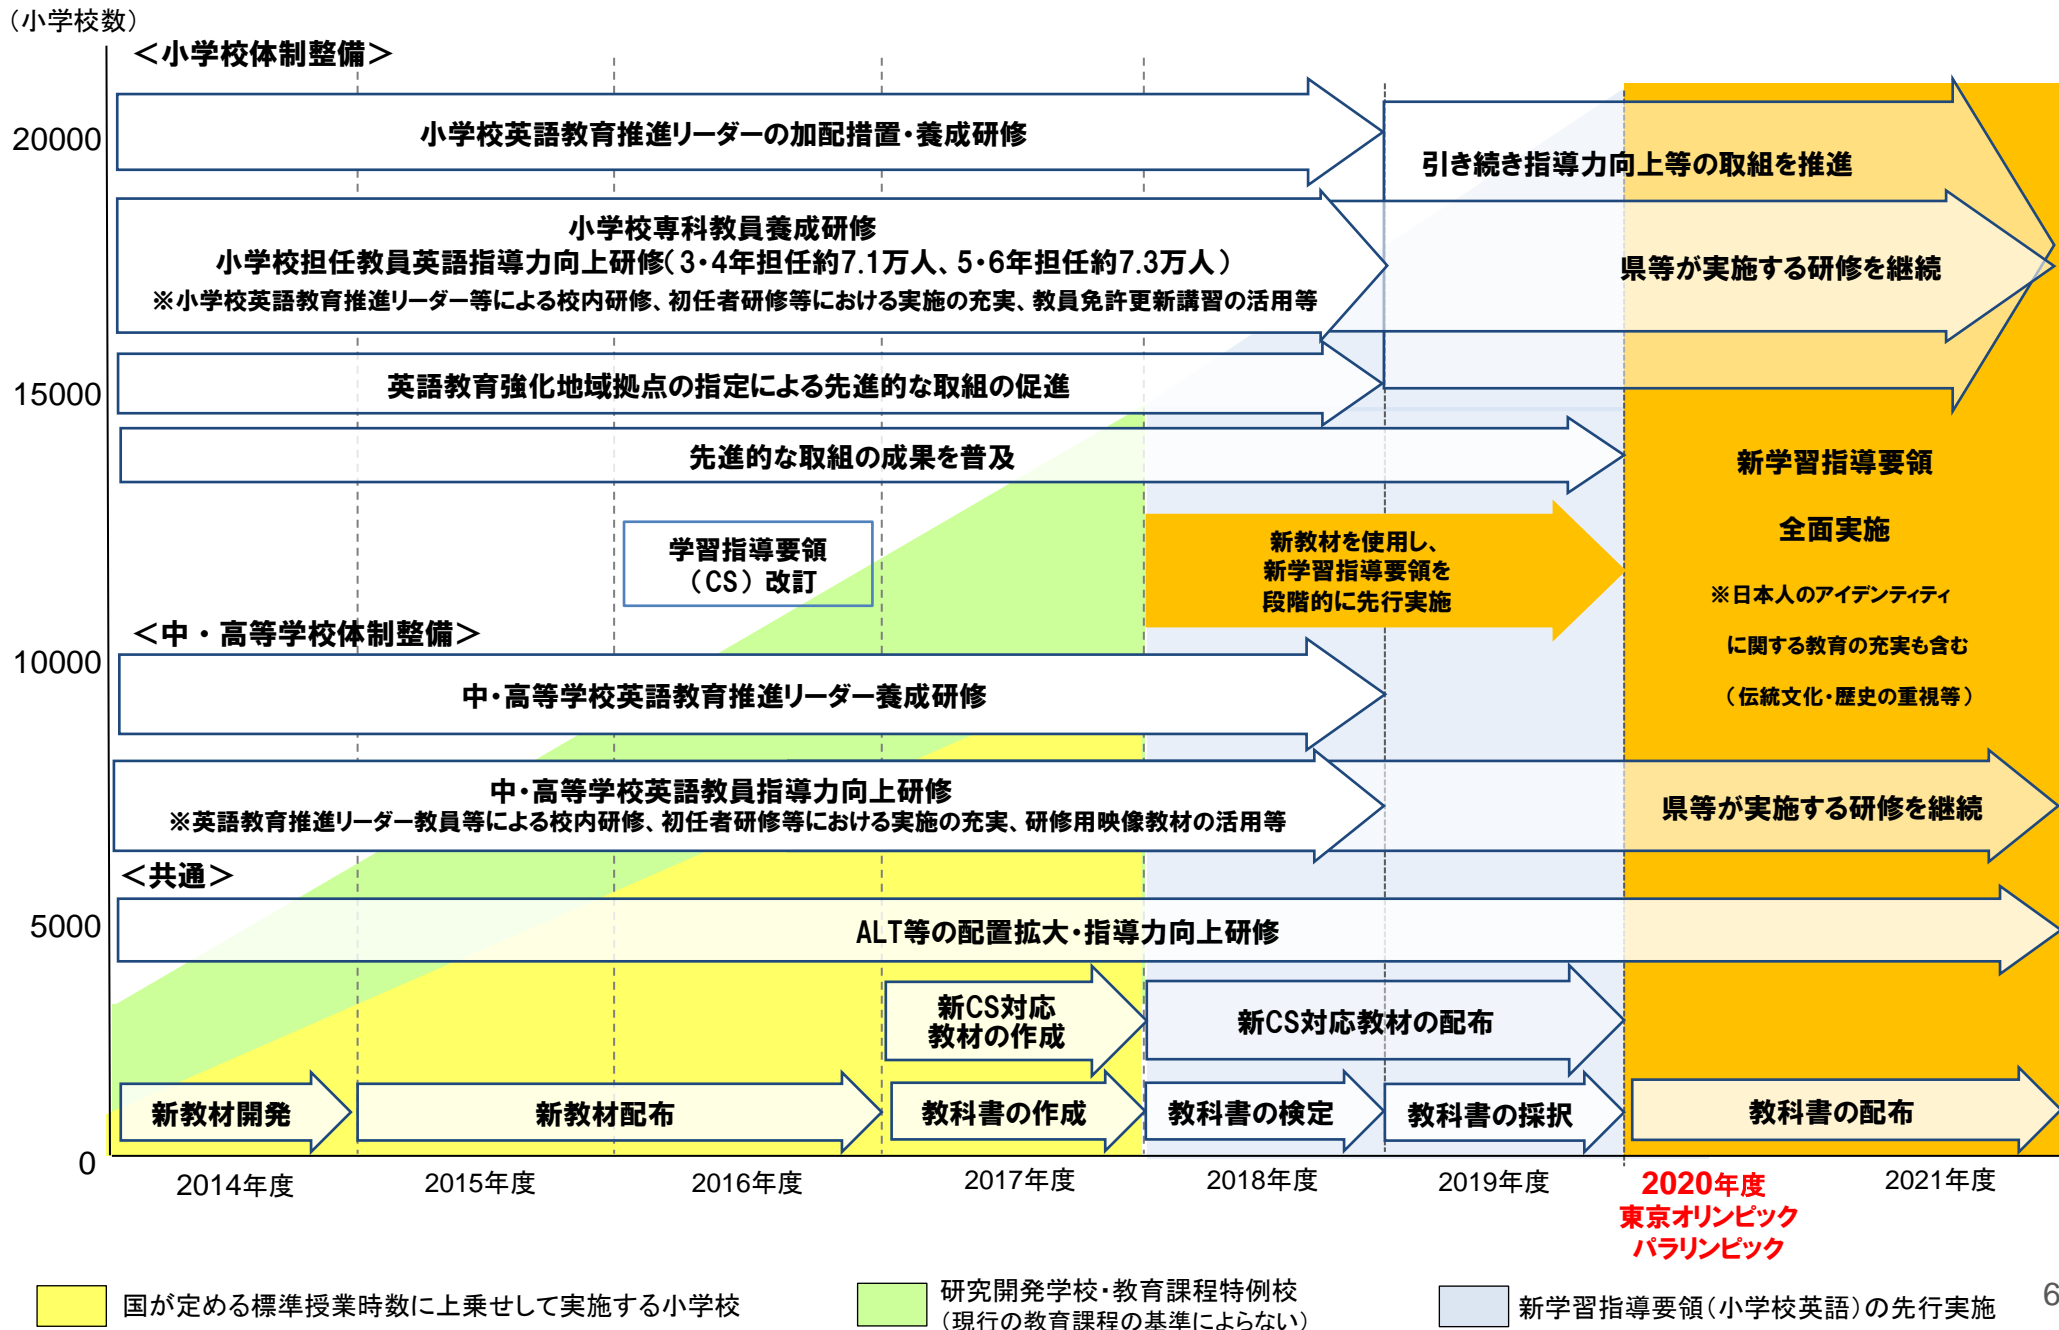 （小学校数）
＜小学校体制整備＞
20000
小学校英語教育推進リーダーの加配措置・養成研修
引き続き指導力向上等の取組を推進
小学校専科教員養成研修
小学校担任教員英語指導力向上研修（3・4年担任約7.1万人、5・6年担任約7.3万人）
※小学校英語教育推進リーダー等による校内研修、初任者研修等における実施の充実、教員免許更新講習の活用等
県等が実施する研修を継続
15000
英語教育強化地域拠点の指定による先進的な取組の促進
先進的な取組の成果を普及
新学習指導要領
全面実施
※日本人のアイデンティティ
に関する教育の充実も含む
（伝統文化・歴史の重視等）
学習指導要領
（CS）改訂
新教材を使用し、
新学習指導要領を
段階的に先行実施
＜中・高等学校体制整備＞
10000
中・高等学校英語教育推進リーダー養成研修
中・高等学校英語教員指導力向上研修
※英語教育推進リーダー教員等による校内研修、初任者研修等における実施の充実、研修用映像教材の活用等
県等が実施する研修を継続
＜共通＞
5000
ALT等の配置拡大・指導力向上研修
新CS対応
教材の作成
新CS対応教材の配布
新教材開発
新教材配布
教科書の作成
教科書の検定
教科書の採択
教科書の配布
0
2014年度
2015年度
2016年度
2017年度
2018年度
2019年度
2020年度
東京オリンピック
パラリンピック
2021年度
国が定める標準授業時数に上乗せして実施する小学校
研究開発学校・教育課程特例校
（現行の教育課程の基準によらない）
新学習指導要領（小学校英語）の先行実施
6